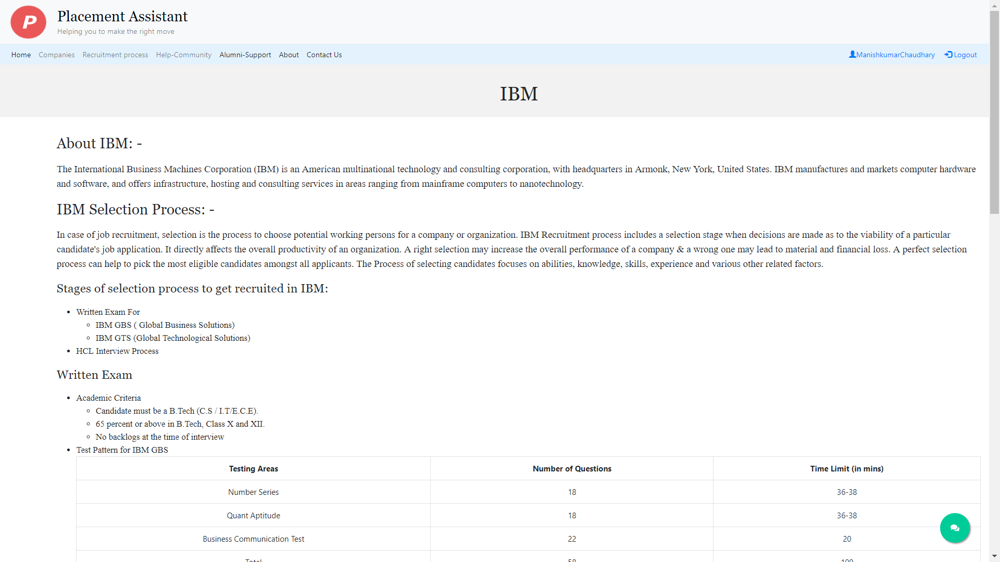 P
Placement Assistant
Helping you to make the right move
Home Companies Recruitment process Help-Community Alumni-Support About Contact Us ManishkumarChaudhary Logout
IBM
About IBM: -
The International Business Machines Corporation (IBM) is an American multinational technology and consulting corporation, with headquarters in Armonk, New York, United States. IBM manufactures and markets computer hardware
and software, and offers infrastructure, hosting and consulting services in areas ranging from mainframe computers to nanotechnology.
IBM Selection Process: -
In case of job recruitment, selection is the process to choose potential working persons for a company or organization. IBM Recruitment process includes a selection stage when decisions are made as to the viability of a particular
candidate's job application. It directly affects the overall productivity of an organization. A right selection may increase the overall performance of a company & a wrong one may lead to material and financial loss. A perfect selection
process can help to pick the most eligible candidates amongst all applicants. The Process of selecting candidates focuses on abilities, knowledge, skills, experience and various other related factors.
Stages of selection process to get recruited in IBM:
Written Exam For
IBM GBS ( Global Business Solutions)
IBM GTS (Global Technological Solutions)
HCL Interview Process
Written Exam
Academic Criteria
Candidate must be a B.Tech (C.S / I.T/E.C.E).
65 percent or above in B.Tech, Class X and XII.
No backlogs at the time of interview
Test Pattern for IBM GBS
Testing Areas Number of Questions Time Limit (in mins)
Number Series 18 36-38
Quant Aptitude 18 36-38
Business Communication Test 22 20
Total 58 100